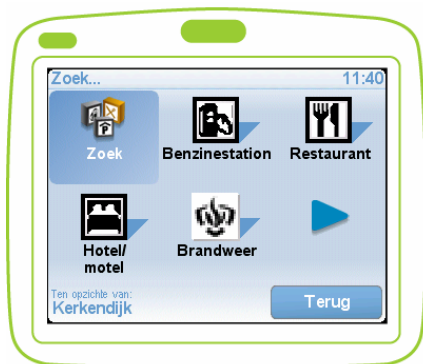 Zoek... 11:40
Zoek Benzinestation Restaurant
Hotel/
motel
Brandweer
Ten opzichte van:
Kerkendijk
Terug